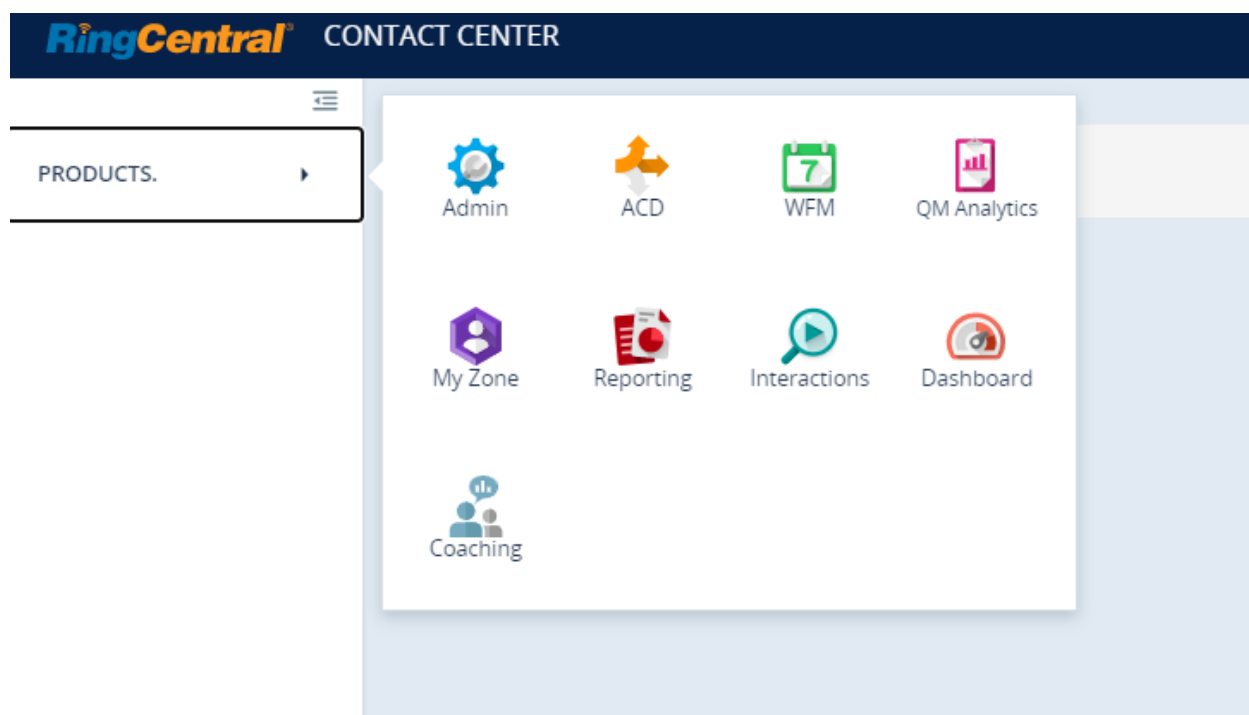 RingCentral® CONTACT CENTER
PRODUCTS.
Admin ACD WFM QM Analytics
7
My Zone Reporting Interactions Dashboard
Coaching